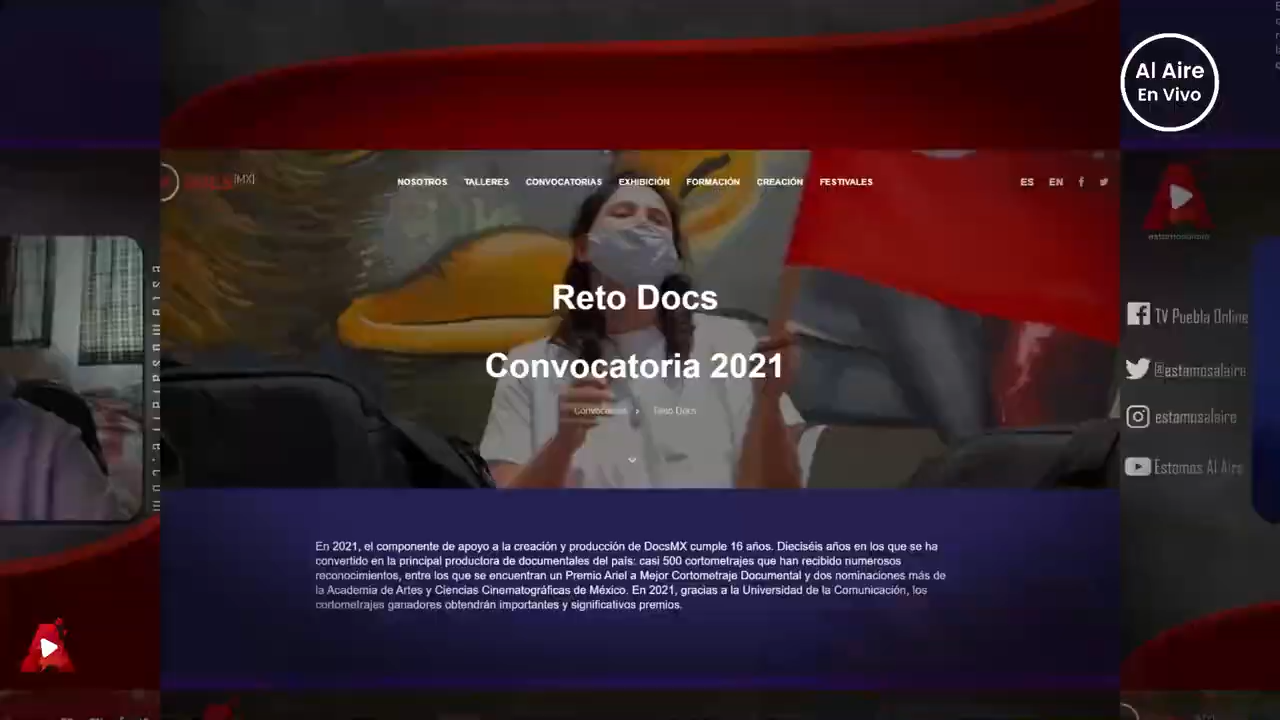 Al Aire
En Vivo
[MX]
NOSOTROS TALLERES CONVOCATORIAS EXHIBICIÓN FORMACIÓN CREACIÓN FESTIVALES
ES EN
estamosalaire
Reto Docs
Convocatoria 2021
Convocatorias > Reto Docs
TV Puebla Online
@estamosalaire
estamosalaire
Estamos Al Aire
En 2021, el componente de apoyo a la creación y producción de DocsMX cumple 16 años. Dieciséis años en los que se ha
convertido en la principal productora de documentales del país: casi 500 cortometrajes que han recibido numerosos
reconocimientos, entre los que se encuentran un Premio Ariel a Mejor Cortometraje Documental y dos nominaciones más de
la Academia de Artes y Ciencias Cinematográficas de México. En 2021, gracias a la Universidad de la Comunicación, los
cortometrajes ganadores obtendrán importantes y significativos premios.